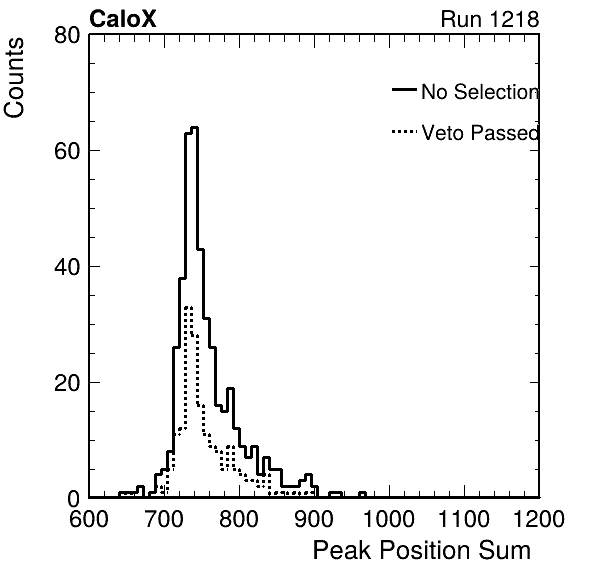 CaloX Run 1218
Counts
80
60
40
20
0
No Selection
Veto Passed
600 700 800 900 1000 1100 1200
Peak Position Sum